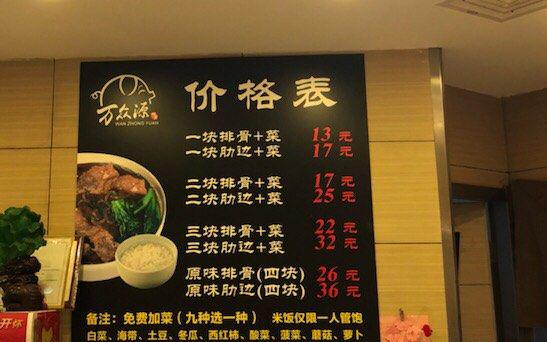 万众源
WAN ZHONG YUAN
价格表
一块排骨+菜 13元
一块肋边+菜 17元
二块排骨+菜 17元
二块肋边+菜 25元
三块排骨+菜 22元
三块肋边+菜 32元
原味排骨(四块) 26元
原味肋边(四块) 36元
备注：免费加菜（九种选一种） 米饭仅限一人管饱
白菜、海带、土豆、冬瓜、西红柿、酸菜、菠菜、蘑菇、萝卜
开怀